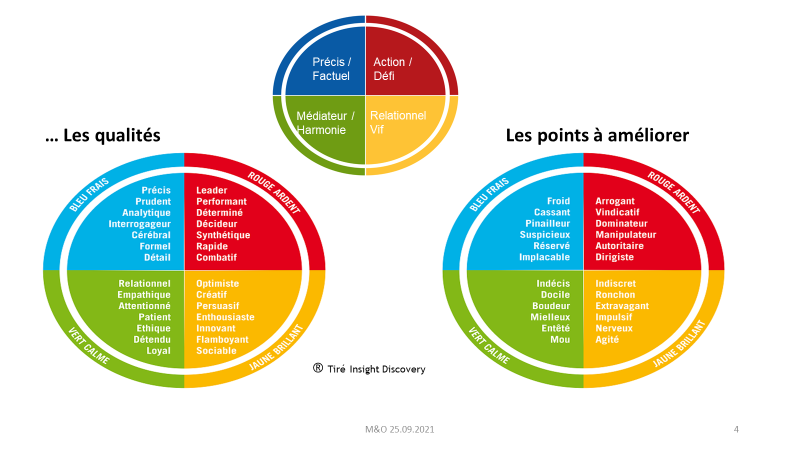 Précis /
Factuel
Action /
Défi
Médiateur /
Harmonie
Relationnel
Vif
... Les qualités
Les points à améliorer
BLEU FRAIS
ROUGE ARDENT
Précis
Prudent
Analytique
Interrogageur
Cérébral
Formel
Détail
Leader
Performant
Déterminé
Décideur
Synthétique
Rapide
Combatif
Relationnel
Empathique
Attentionné
Patient
Ethique
Détendu
Loyal
Optimiste
Créatif
Persuasif
Enthousiaste
Innovant
Flamboyant
Sociable
VERT CALME
JAUNE BRILLANT
BLEU FRAIS
ROUGE ARDENT
Froid
Cassant
Pinailleur
Suspicieux
Réservé
Implacable
Arrogant
Vindicatif
Dominateur
Manipulateur
Autoritaire
Dirigiste
Indécis
Docile
Boudeur
Mielleux
Entêté
Mou
Indiscret
Ronchon
Extravagant
Impulsif
Nerveux
Agité
VERT CALME
JAUNE BRILLANT
® Tiré Insight Discovery
M&O 25.09.2021
4